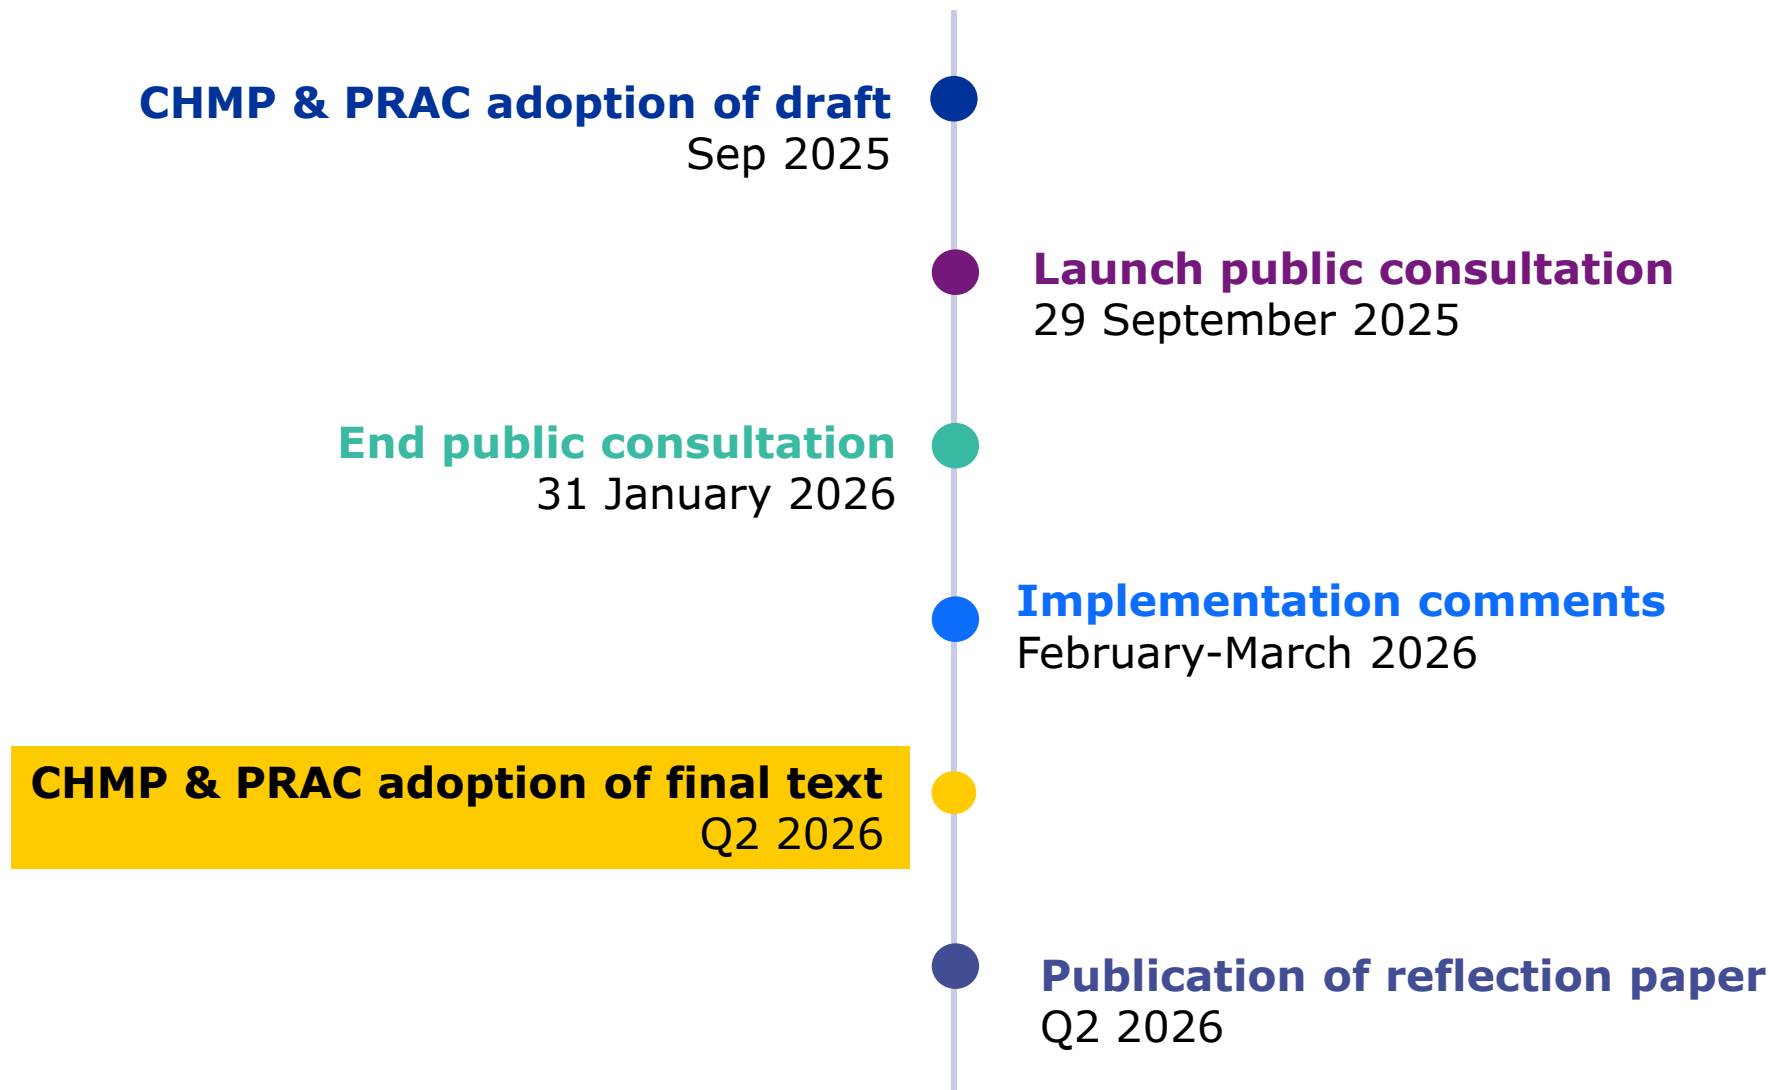 CHMP & PRAC adoption of draft
Sep 2025
Launch public consultation
29 September 2025
End public consultation
31 January 2026
Implementation comments
February-March 2026
CHMP & PRAC adoption of final text
Q2 2026
Publication of reflection paper
Q2 2026